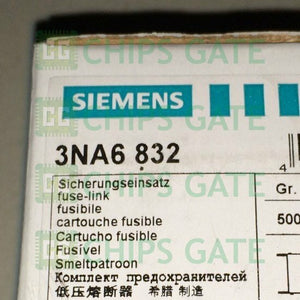 CHIPS GATE
SIEMENS
3NA6 832
Sicherungseinsatz
fuse-link
fusibile
cartouche fusible
Cartucho fusible
Fusível
Smeltpatroon
Комплект предохранителей
低压熔断器 希腊 制造
Gr.
500
CHIPS GATE
CHIPS GATE
CHIPS GATE